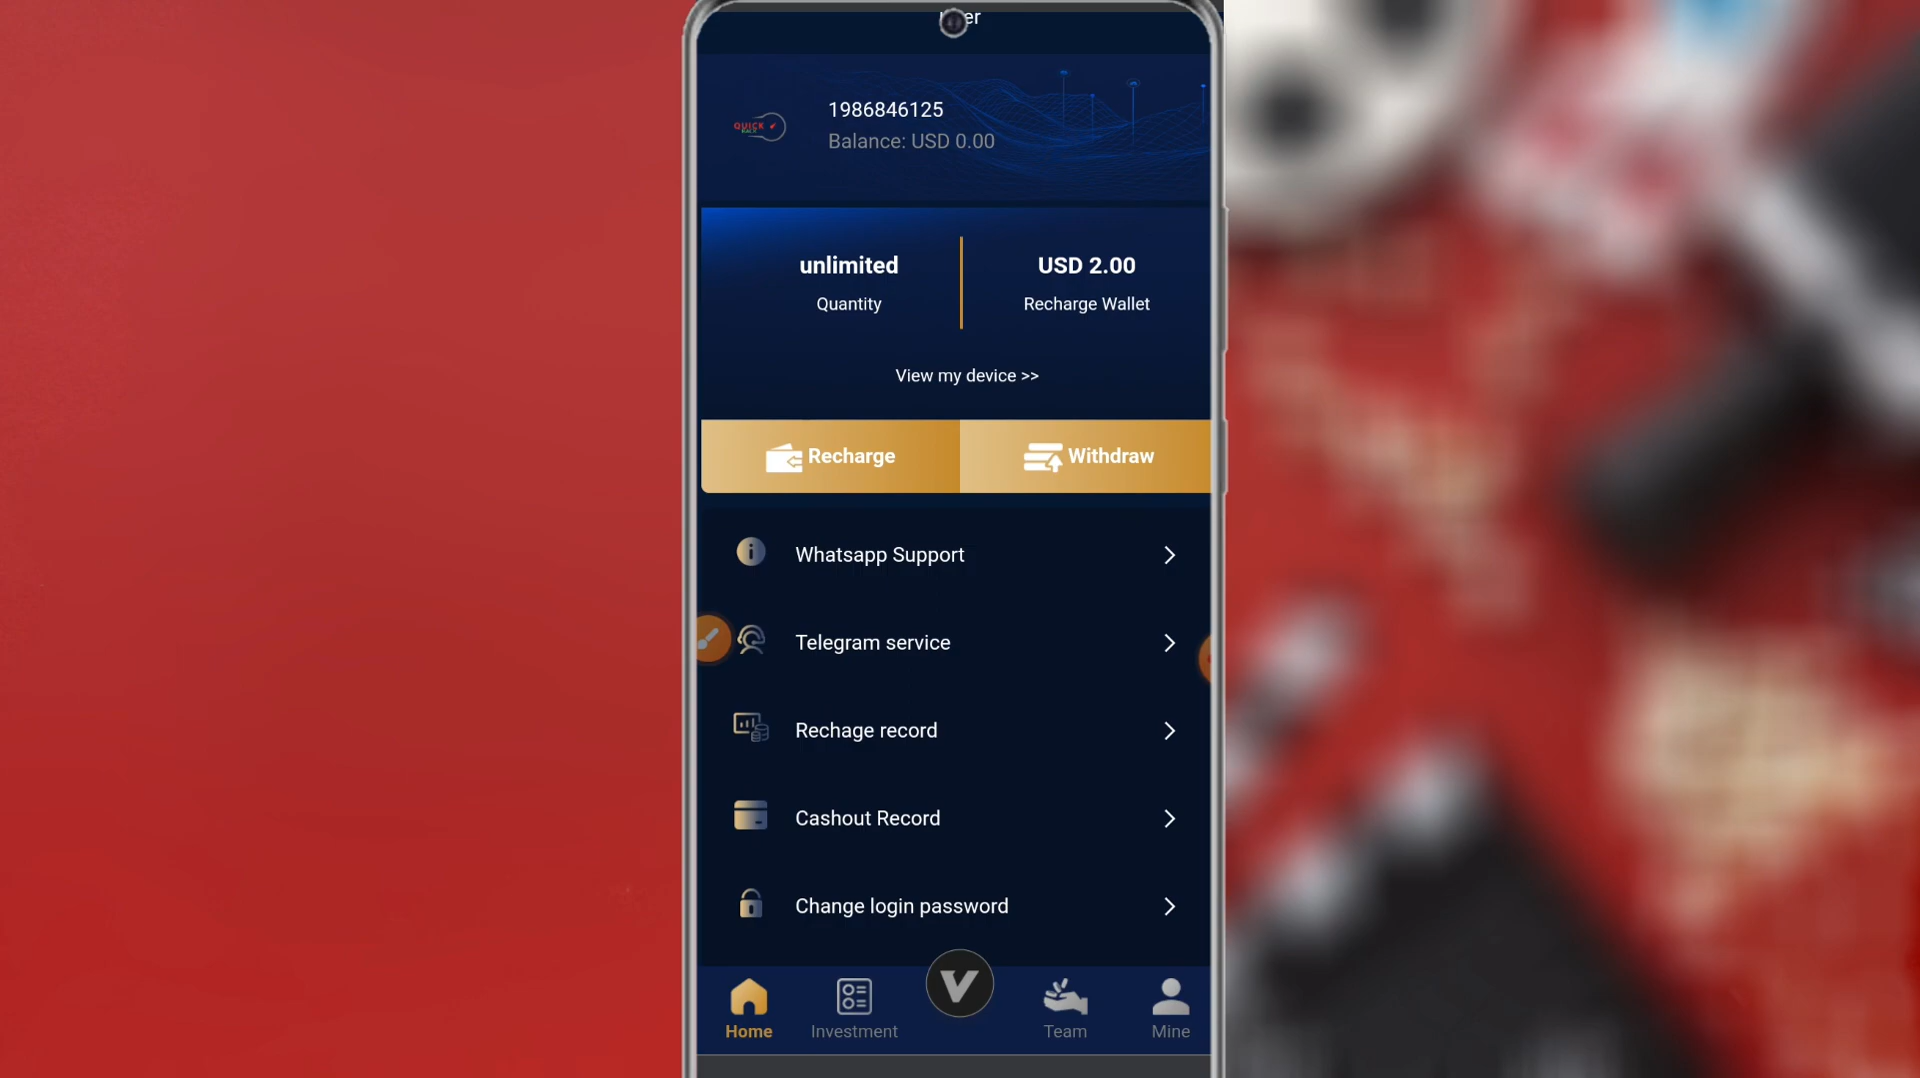 1986846125
QUICK
Balance: USD 0.00
unlimited
USD 2.00
Quantity
Recharge Wallet
View my device >>
Recharge
Withdraw
Whatsapp Support
Telegram service
Rechage record
Cashout Record
Change login password
V
Home
Investment
Team
Mine